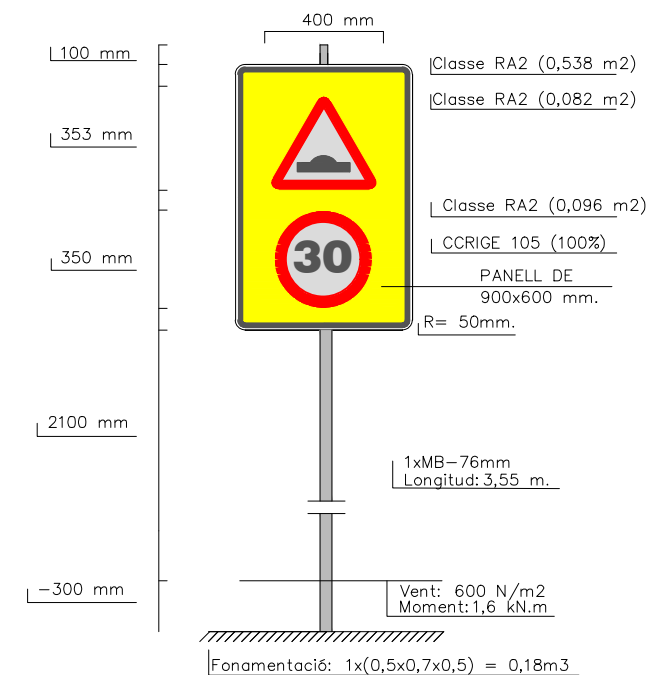 400 mm
100 mm
Classe RA2 (0,538 m2)
Classe RA2 (0,082 m2)
353 mm
Classe RA2 (0,096 m2)
CCRIGE 105 (100%)
350 mm
30
PANELL DE
900x600 mm.
R= 50mm.
2100 mm
1xMB-76mm
Longitud: 3,55 m.
-300 mm
Vent: 600 N/m2
Moment: 1,6 kN.m
Fonamentació: 1x(0,5x0,7x0,5) = 0,18m3